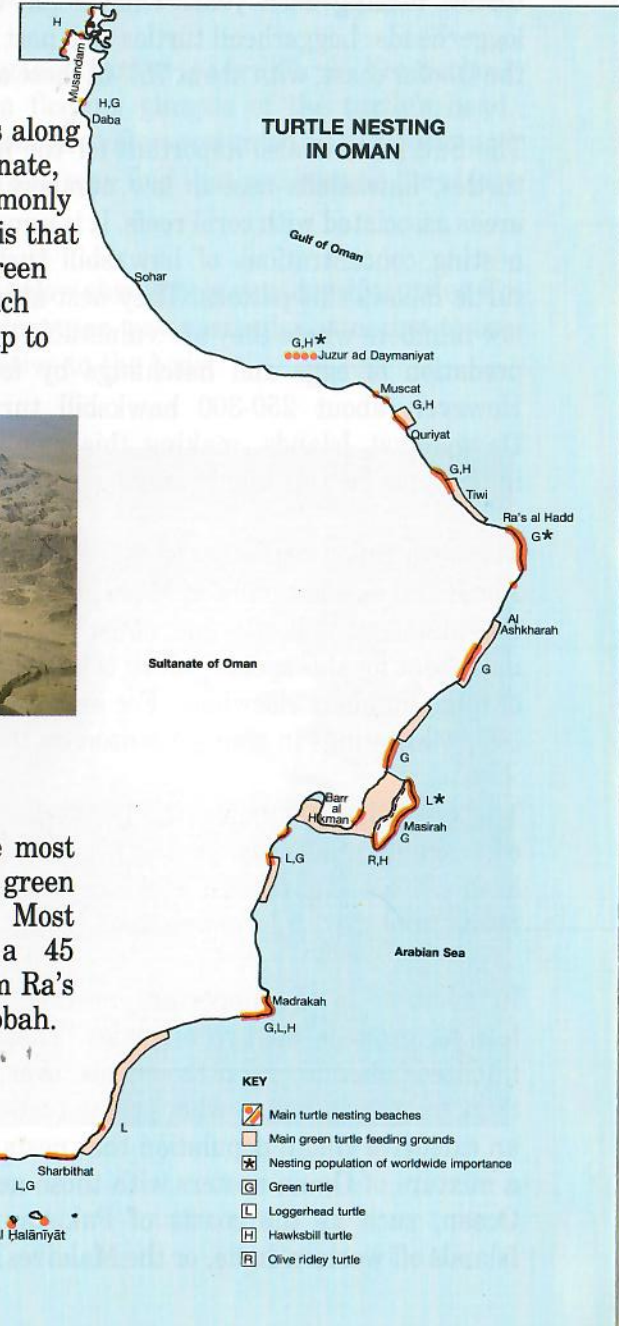 s along
nate,
monly
is that
reen
ch
p to
e most
green
Most
a 45
n Ra's
obah.
TURTLE NESTING
IN OMAN
H
Musandam
H,G
Daba
Gulf of Oman
Sohar
G,H*
Juzur ad Daymaniyat
Muscat
G,H
Quriyat
G,H
Tiwi
Ra's al Hadd
G*
Al
Ashkharah
Sultanate of Oman
G
G
Barr
al
Hikman
L*
Masirah
G
L,G
R,H
Arabian Sea
Madrakah
G,L,H
L
Sharbithat
L,G
l Ḥalānīyāt
KEY
Main turtle nesting beaches
Main green turtle feeding grounds
* Nesting population of worldwide importance
G Green turtle
L Loggerhead turtle
H Hawksbill turtle
R Olive ridley turtle